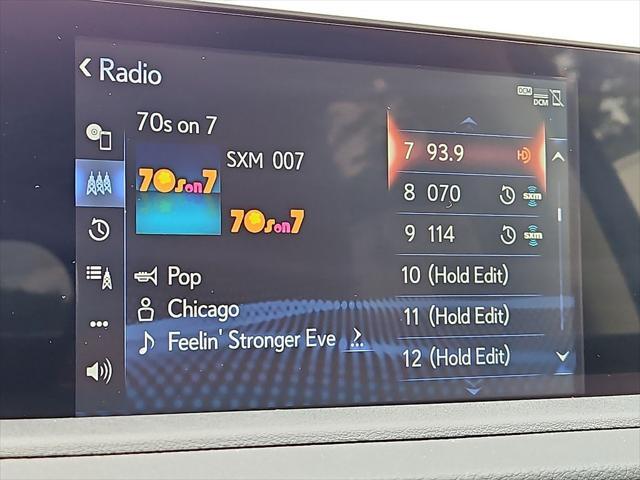 Radio
DCM
DCM
70s on 7
70s on 7
SXM 007
70s on 7
Pop
Chicago
Feelin' Stronger Eve ...
7 93.9 HD
8 070 sxm
9 114 sxm
10 (Hold Edit)
11 (Hold Edit)
12 (Hold Edit)